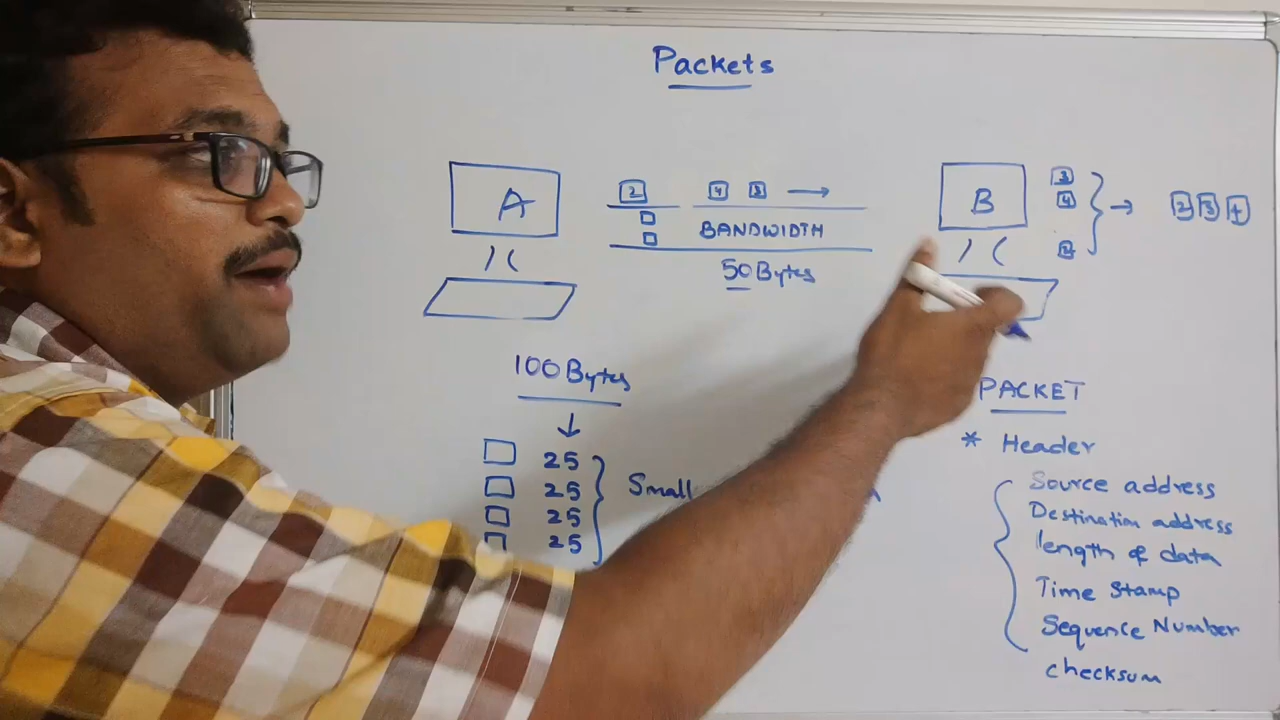 Packets
A
2
4 3 →
BANDWIDTH
50 Bytes
B
3
4
2
→ 2 3 4
100 Bytes
25
25
25
25
Small
PACKET
* Header
Source address
Destination address
length of data
Time Stamp
Sequence Number
checksum